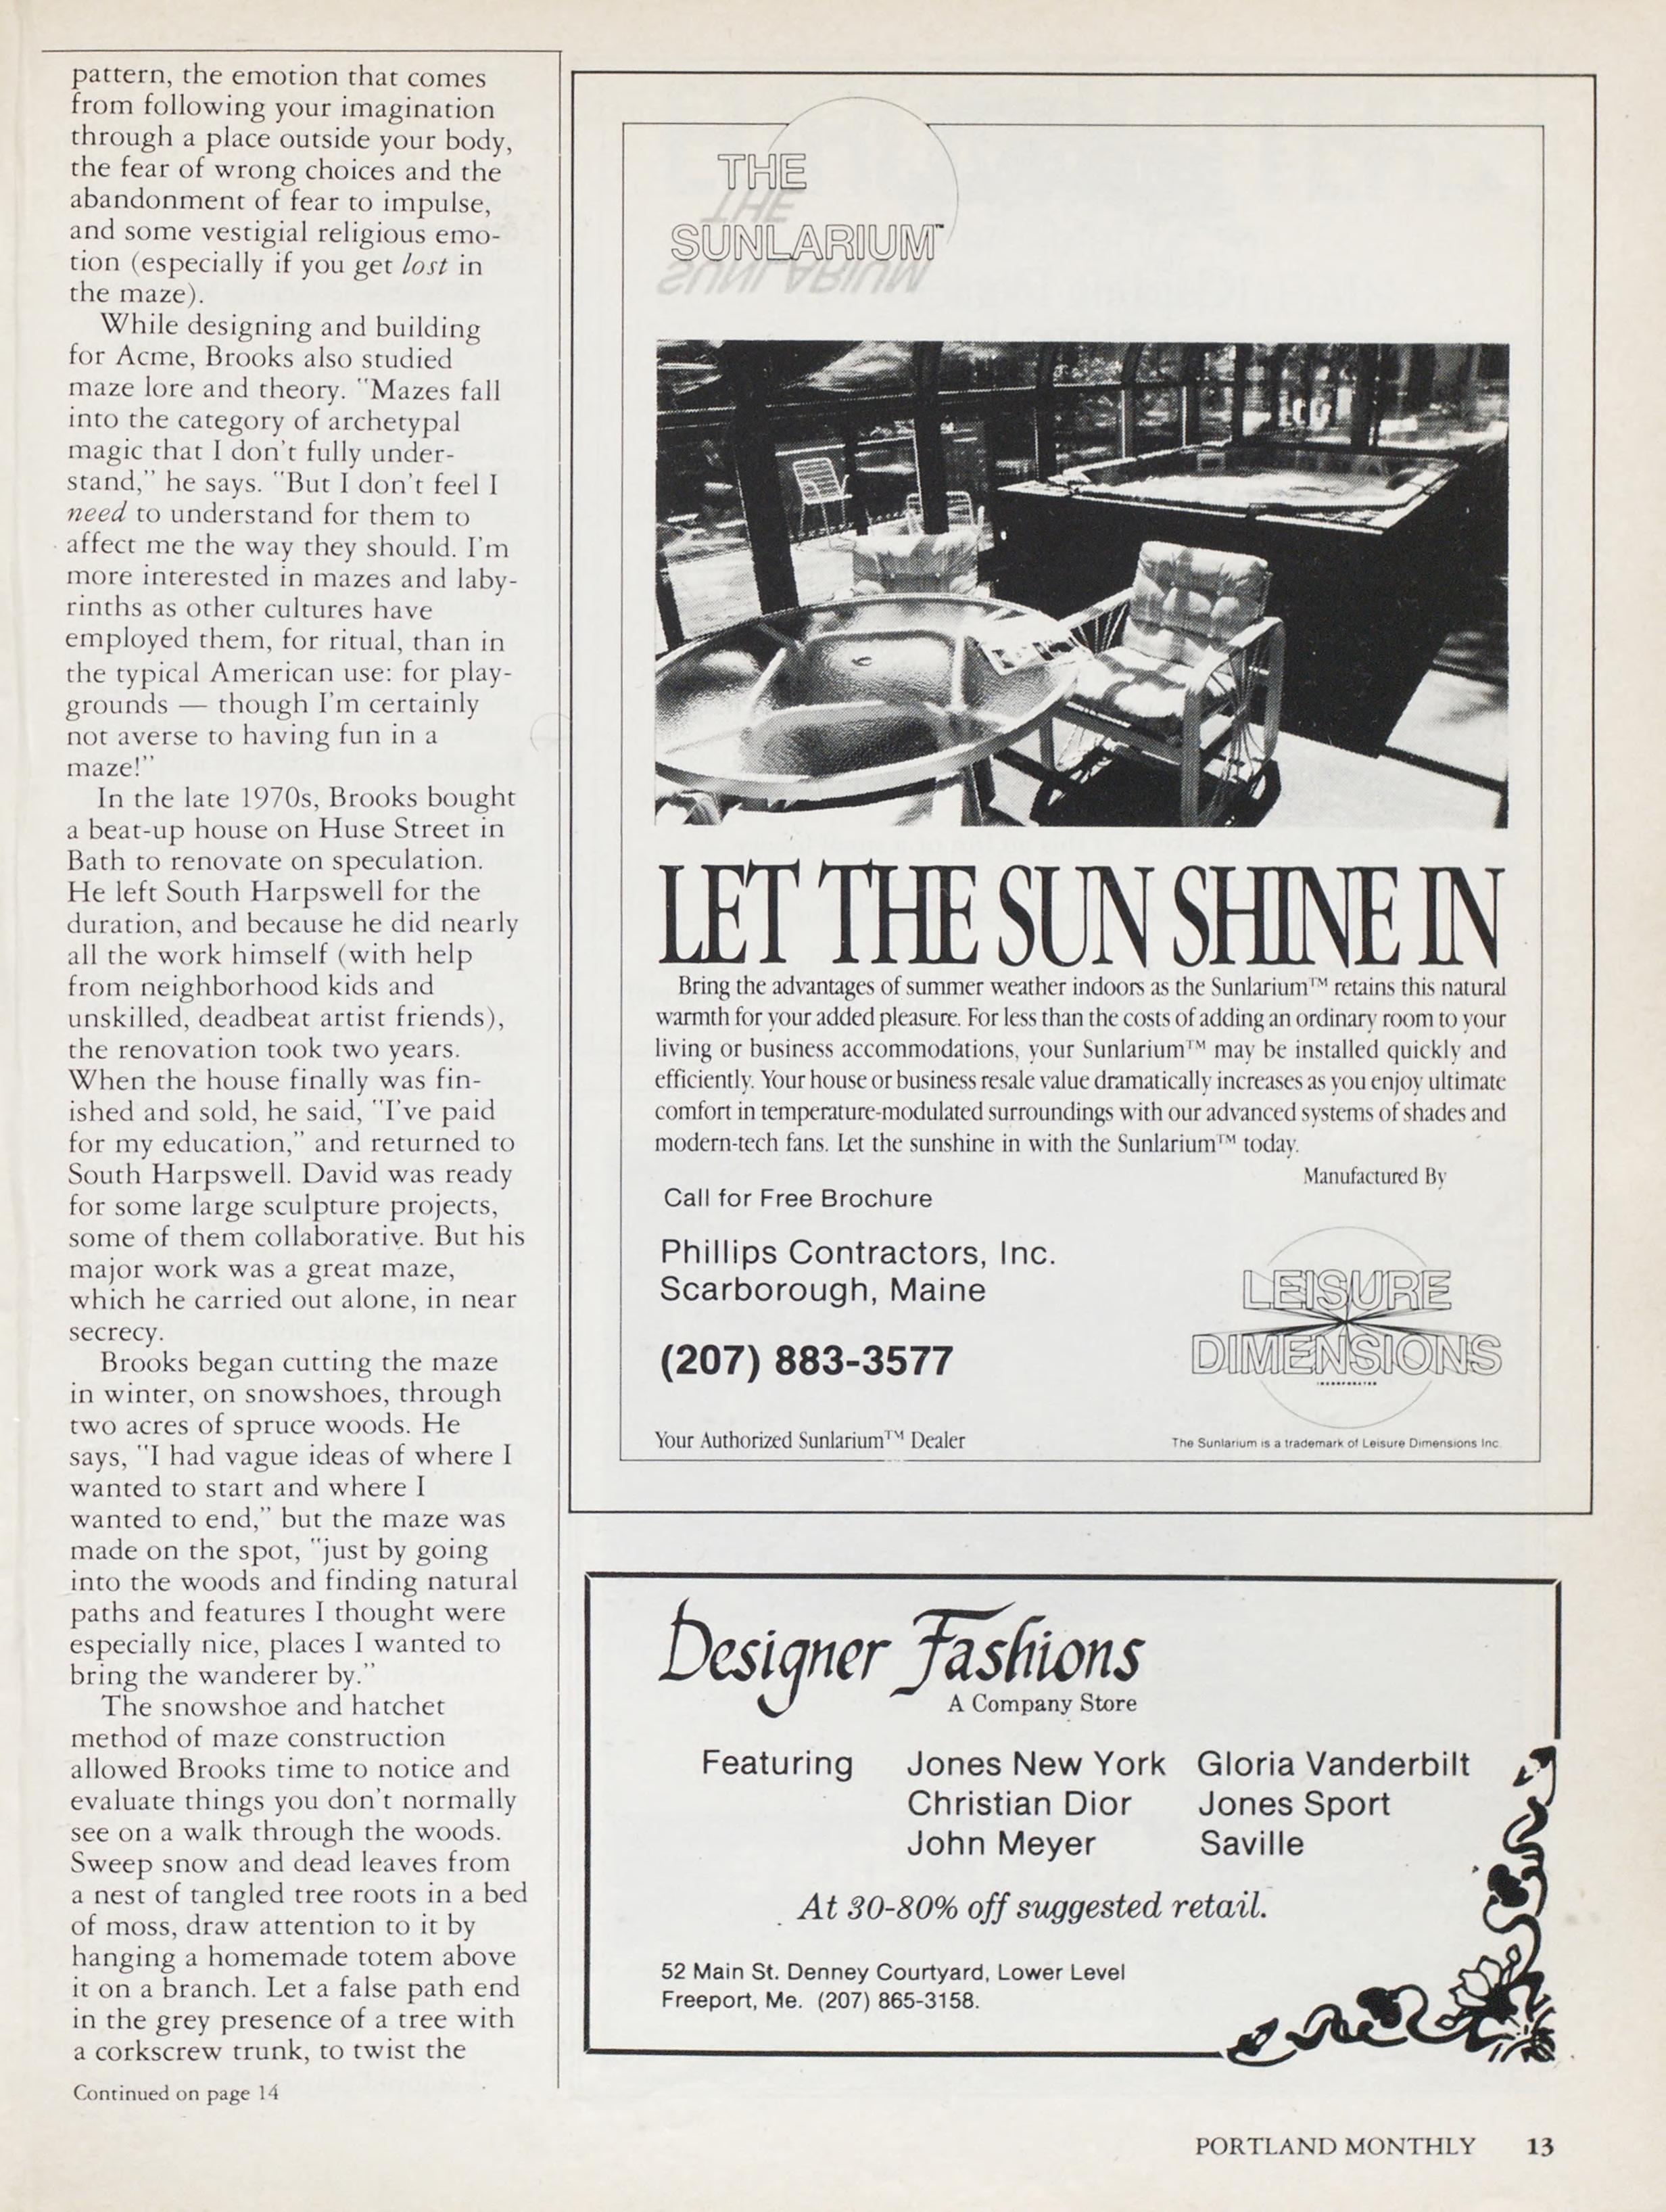 pattern, the emotion that comes
from following your imagination
through a place outside your body,
the fear of wrong choices and the
abandonment of fear to impulse,
and some vestigial religious emo-
tion (especially if you get lost in
the maze).
While designing and building
for Acme, Brooks also studied
maze lore and theory. "Mazes fall
into the category of archetypal
magic that I don't fully under-
stand," he says. "But I don't feel I
need to understand for them to
affect me the way they should. I'm
more interested in mazes and laby-
rinths as other cultures have
employed them, for ritual, than in
the typical American use: for play-
grounds — though I'm certainly
not averse to having fun in a
maze!"
In the late 1970s, Brooks bought
a beat-up house on Huse Street in
Bath to renovate on speculation.
He left South Harpswell for the
duration, and because he did nearly
all the work himself (with help
from neighborhood kids and
unskilled, deadbeat artist friends),
the renovation took two years.
When the house finally was fin-
ished and sold, he said, "I've paid
for my education," and returned to
South Harpswell. David was ready
for some large sculpture projects,
some of them collaborative. But his
major work was a great maze,
which he carried out alone, in near
secrecy.
Brooks began cutting the maze
in winter, on snowshoes, through
two acres of spruce woods. He
says, "I had vague ideas of where I
wanted to start and where I
wanted to end," but the maze was
made on the spot, "just by going
into the woods and finding natural
paths and features I thought were
especially nice, places I wanted to
bring the wanderer by."
The snowshoe and hatchet
method of maze construction
allowed Brooks time to notice and
evaluate things you don't normally
see on a walk through the woods.
Sweep snow and dead leaves from
a nest of tangled tree roots in a bed
of moss, draw attention to it by
hanging a homemade totem above
it on a branch. Let a false path end
in the grey presence of a tree with
a corkscrew trunk, to twist the
Continued on page 14
THE
SUNLARIUM™
LET THE SUN SHINE IN
Bring the advantages of summer weather indoors as the Sunlarium™ retains this natural
warmth for your added pleasure. For less than the costs of adding an ordinary room to your
living or business accommodations, your Sunlarium™ may be installed quickly and
efficiently. Your house or business resale value dramatically increases as you enjoy ultimate
comfort in temperature-modulated surroundings with our advanced systems of shades and
modern-tech fans. Let the sunshine in with the Sunlarium™ today.
Manufactured By
Call for Free Brochure
Phillips Contractors, Inc.
Scarborough, Maine
(207) 883-3577
Your Authorized Sunlarium™ Dealer
LEISURE
DIMENSIONS
INCORPORATED
The Sunlarium is a trademark of Leisure Dimensions Inc.
Designer Fashions
A Company Store
Featuring Jones New York Gloria Vanderbilt
Christian Dior Jones Sport
John Meyer Saville
At 30-80% off suggested retail.
52 Main St. Denney Courtyard, Lower Level
Freeport, Me. (207) 865-3158.
PORTLAND MONTHLY 13